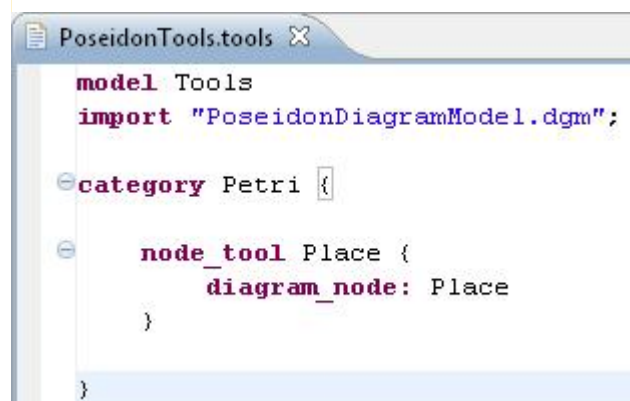 PoseidonTools.tools
model Tools
import "PoseidonDiagramModel.dgm";
category Petri {
node_tool Place {
diagram_node: Place
}
}